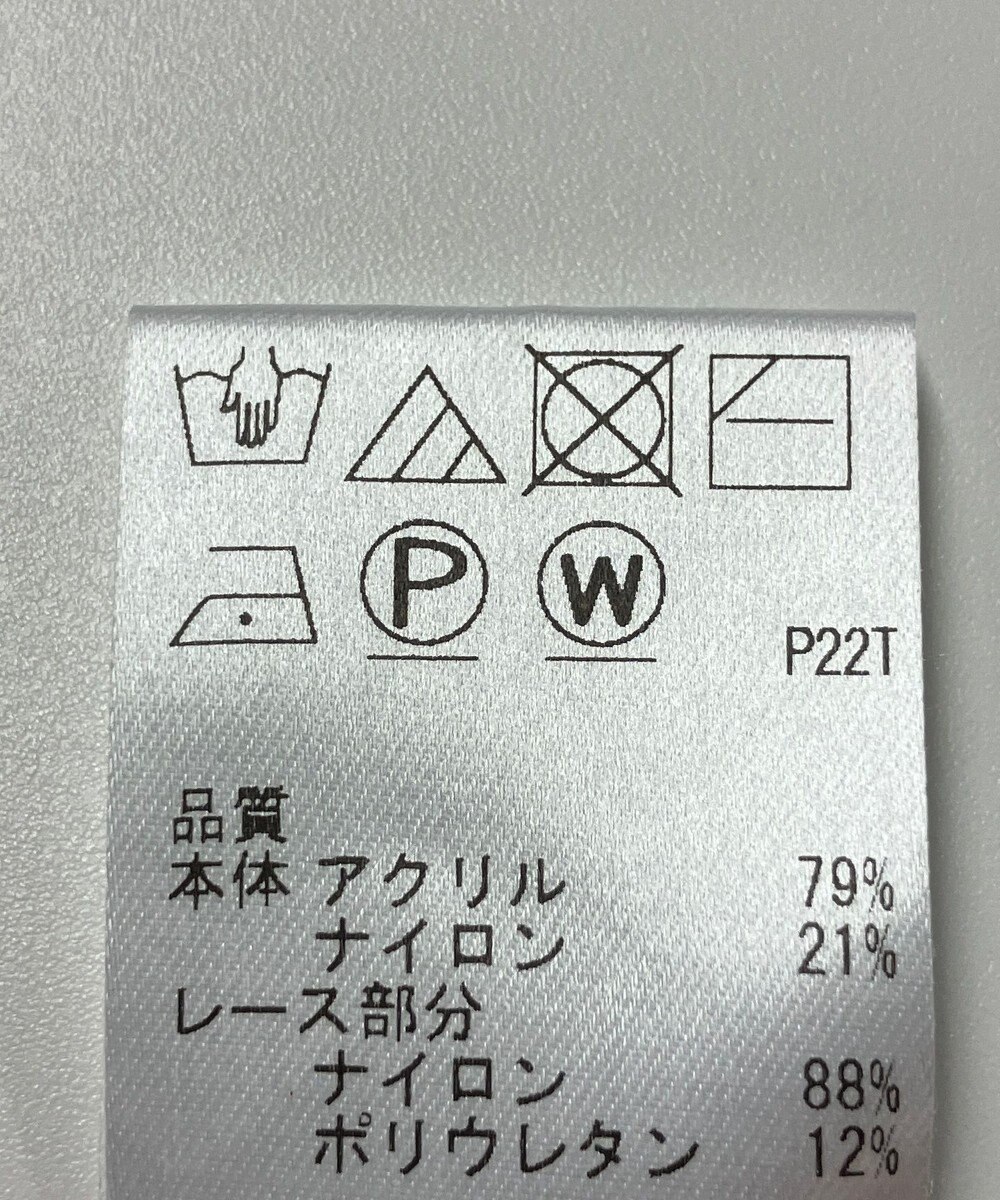 P W P22T
品質
本体 アクリル 79%
ナイロン 21%
レース部分
ナイロン 88%
ポリウレタン 12%